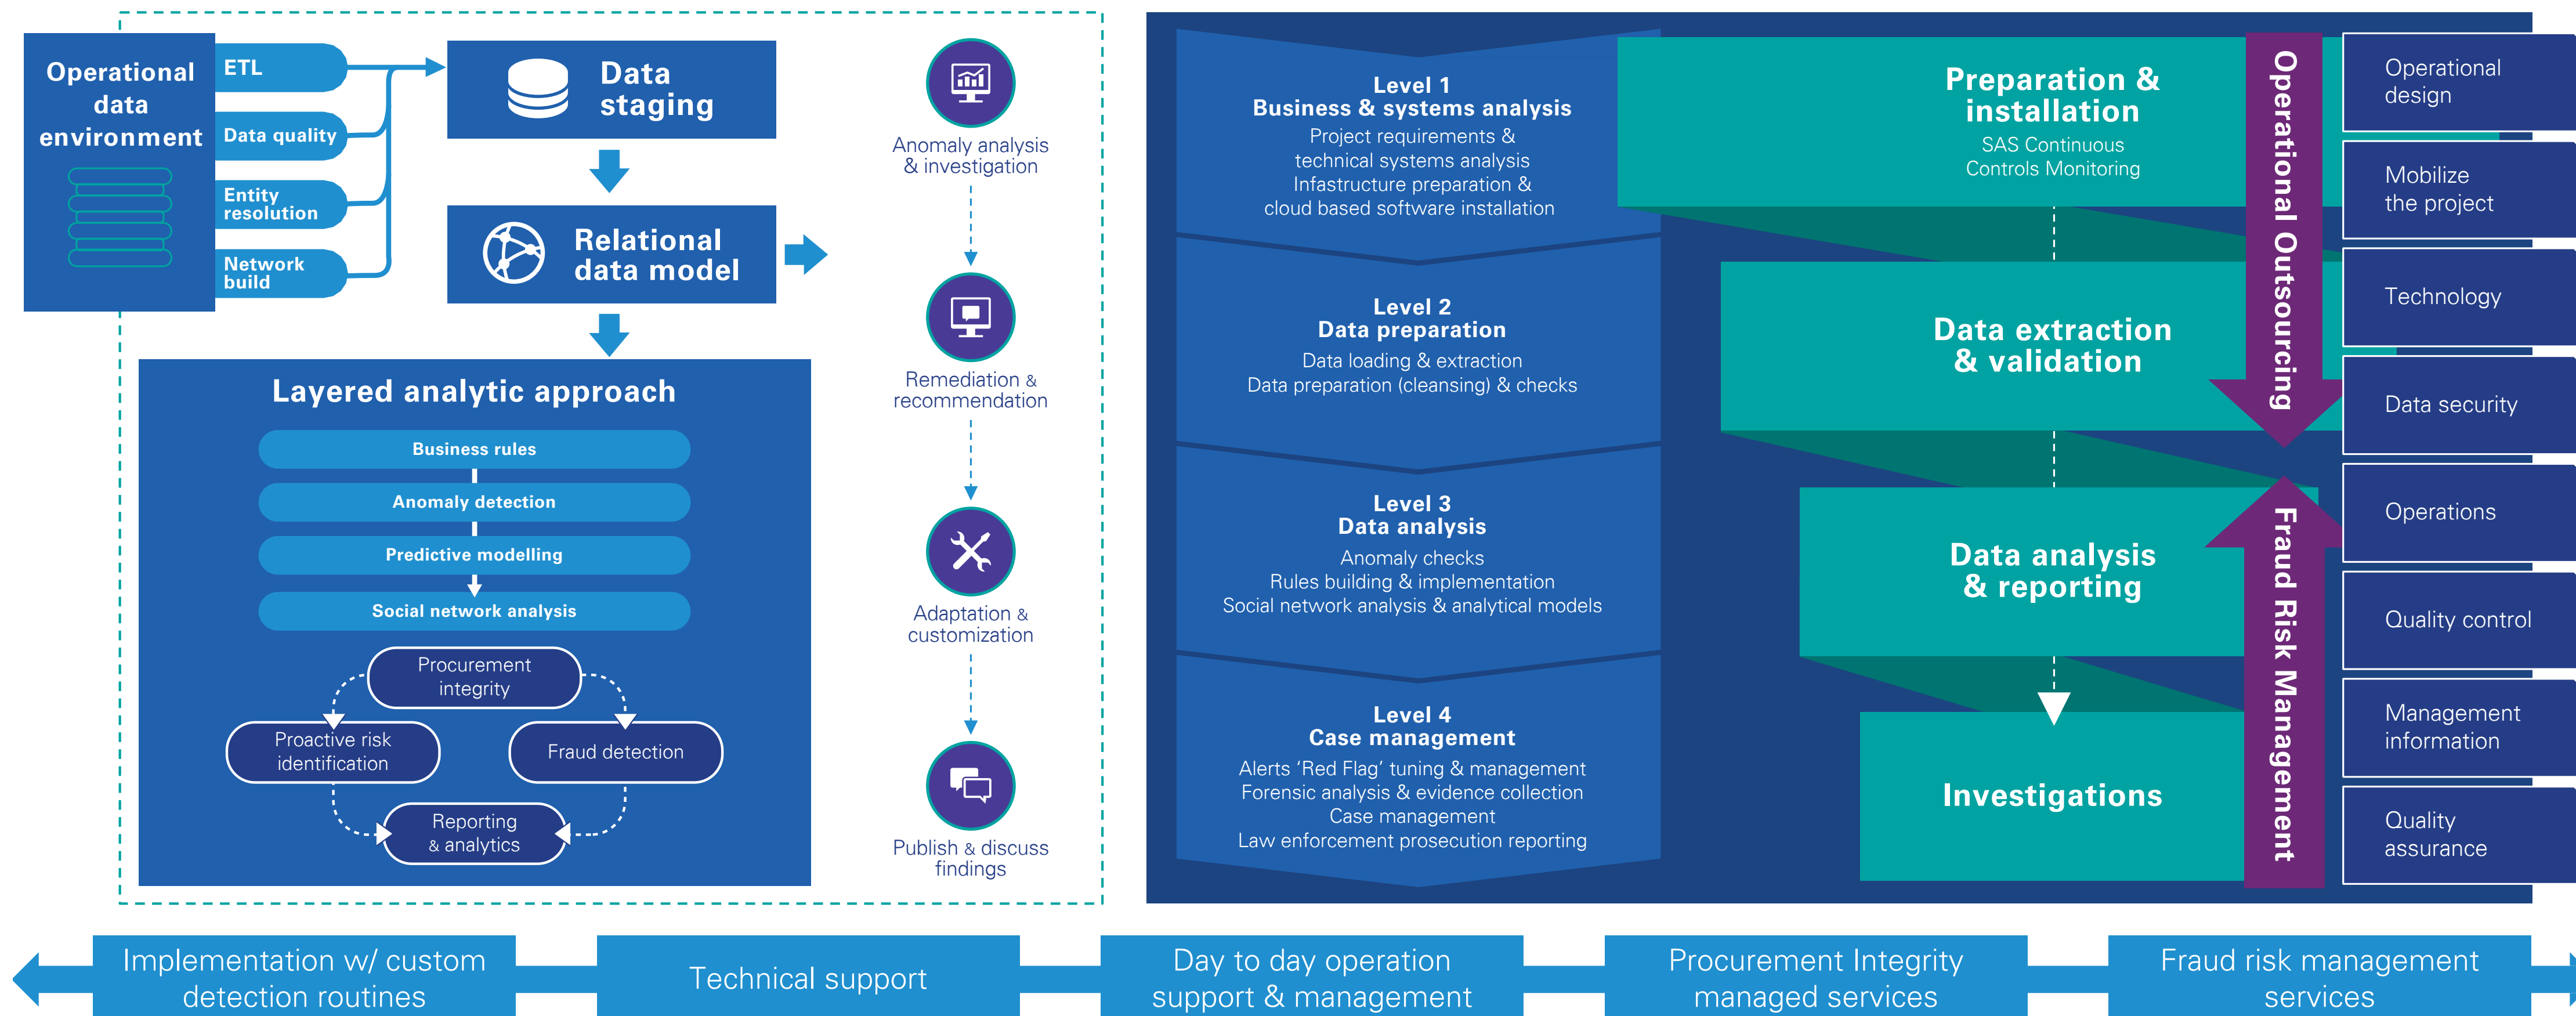 Operational
data
environment
ETL
Data quality
Entity
resolution
Network
build
Data
staging
Relational
data model
Layered analytic approach
Business rules
Anomaly detection
Predictive modelling
Social network analysis
Procurement
integrity
Proactive risk
identification
Fraud detection
Reporting
& analytics
Anomaly analysis
& investigation
Remediation &
recommendation
Adaptation &
customization
Publish & discuss
findings
Level 1
Business & systems analysis
Project requirements &
technical systems analysis
Infastructure preparation &
cloud based software installation
Level 2
Data preparation
Data loading & extraction
Data preparation (cleansing) & checks
Level 3
Data analysis
Anomaly checks
Rules building & implementation
Social network analysis & analytical models
Level 4
Case management
Alerts ‘Red Flag’ tuning & management
Forensic analysis & evidence collection
Case management
Law enforcement prosecution reporting
Preparation &
installation
SAS Continuous
Controls Monitoring
Data extraction
& validation
Data analysis
& reporting
Investigations
Operational Outsourcing
Fraud Risk Management
Operational
design
Mobilize
the project
Technology
Data security
Operations
Quality control
Management
information
Quality
assurance
Implementation w/ custom
detection routines
Technical support
Day to day operation
support & management
Procurement Integrity
managed services
Fraud risk management
services